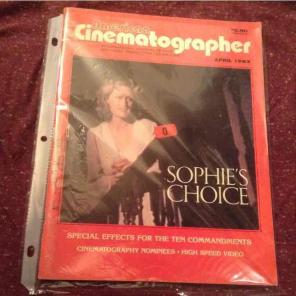 American
Cinematographer
APRIL 1983
SOPHIE'S
CHOICE
SPECIAL EFFECTS FOR THE TEN COMMANDMENTS
CINEMATOGRAPHY NOMINEES • HIGH SPEED VIDEO